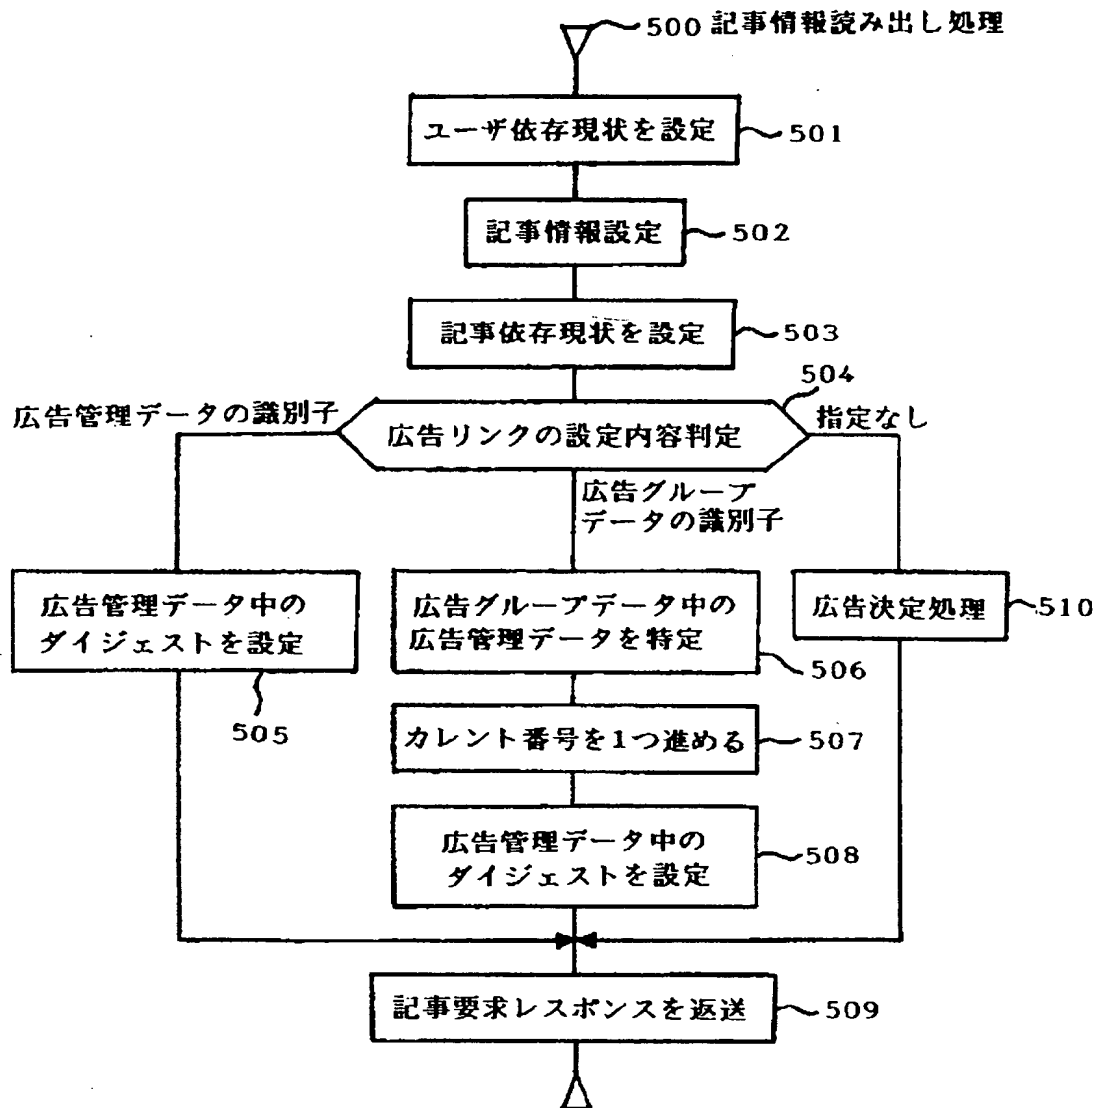 500 記事情報読み出し処理
ユーザ依存現状を設定
501
記事情報設定
502
記事依存現状を設定
503
504
広告管理データの識別子
広告リンクの設定内容判定
指定なし
広告グループ
データの識別子
広告管理データ中の
ダイジェストを設定
505
広告グループデータ中の
広告管理データを特定
506
広告決定処理
510
カレント番号を1つ進める
507
広告管理データ中の
ダイジェストを設定
508
記事要求レスポンスを返送
509